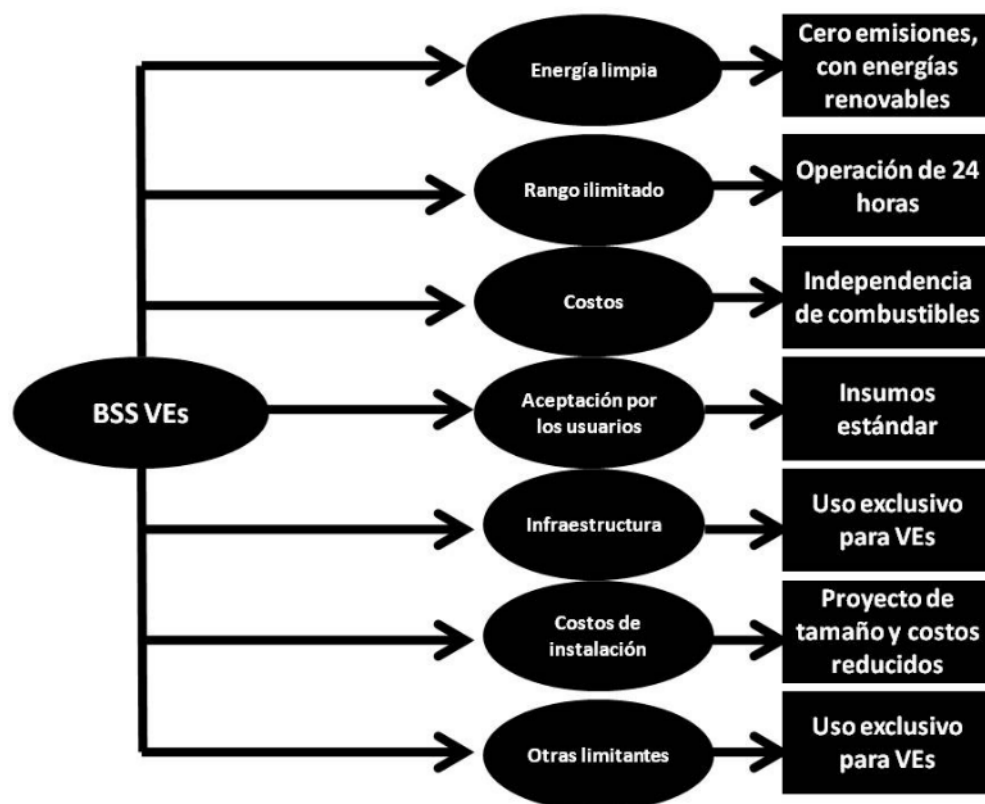 Energía limpia
Cero emisiones,
con energías
renovables
Rango ilimitado
Operación de 24
horas
Costos
Independencia
de combustibles
BSS VEs
Aceptación por
los usuarios
Insumos
estándar
Infraestructura
Uso exclusivo
para VEs
Costos de
instalación
Proyecto de
tamaño y costos
reducidos
Otras limitantes
Uso exclusivo
para VEs